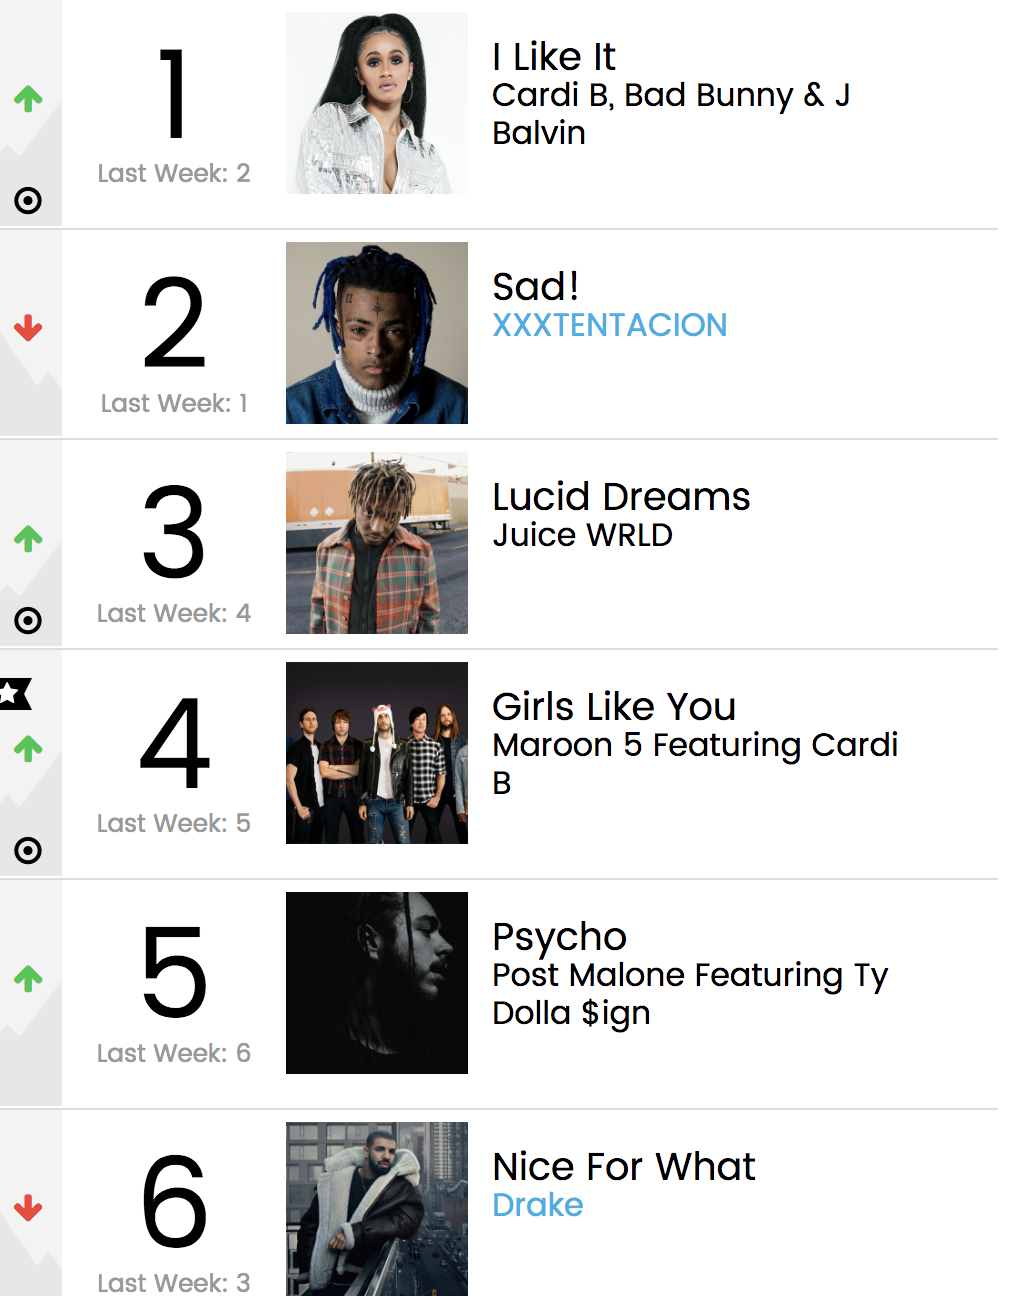 1
Last Week: 2
I Like It
Cardi B, Bad Bunny & J
Balvin
2
Last Week: 1
Sad!
XXXTENTACION
3
Last Week: 4
Lucid Dreams
Juice WRLD
4
Last Week: 5
Girls Like You
Maroon 5 Featuring Cardi
B
5
Last Week: 6
Psycho
Post Malone Featuring Ty
Dolla $ign
6
Last Week: 3
Nice For What
Drake